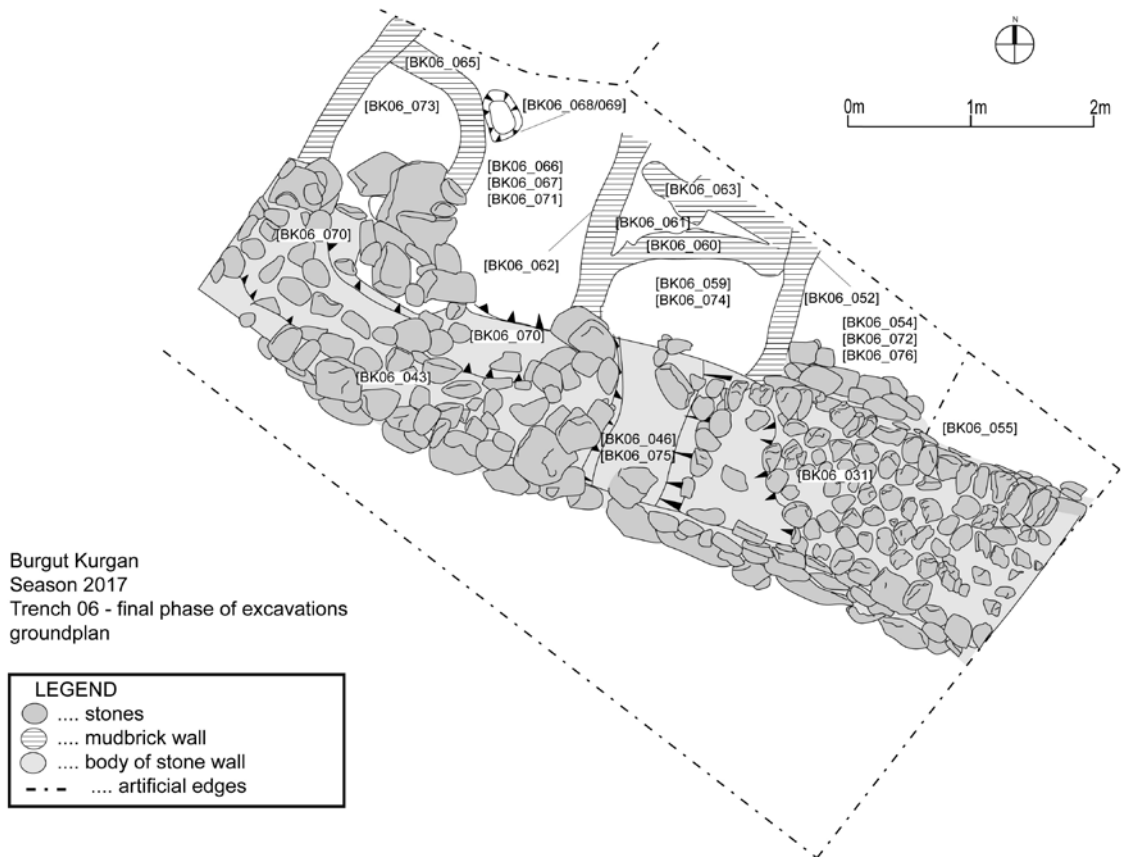 N
0m 1m 2m
[BK06_065]
[BK06_073]
[BK06_068/069]
[BK06_066]
[BK06_067]
[BK06_071]
[BK06_063]
[BK06_061]
[BK06_060]
[BK06_062]
[BK06_059]
[BK06_074]
[BK06_052]
[BK06_054]
[BK06_072]
[BK06_076]
[BK06_070]
[BK06_070]
[BK06_043]
[BK06_046]
[BK06_075]
[BK06_055]
[BK06_031]
Burgut Kurgan
Season 2017
Trench 06 - final phase of excavations
groundplan
LEGEND
.... stones
.... mudbrick wall
.... body of stone wall
.... artificial edges